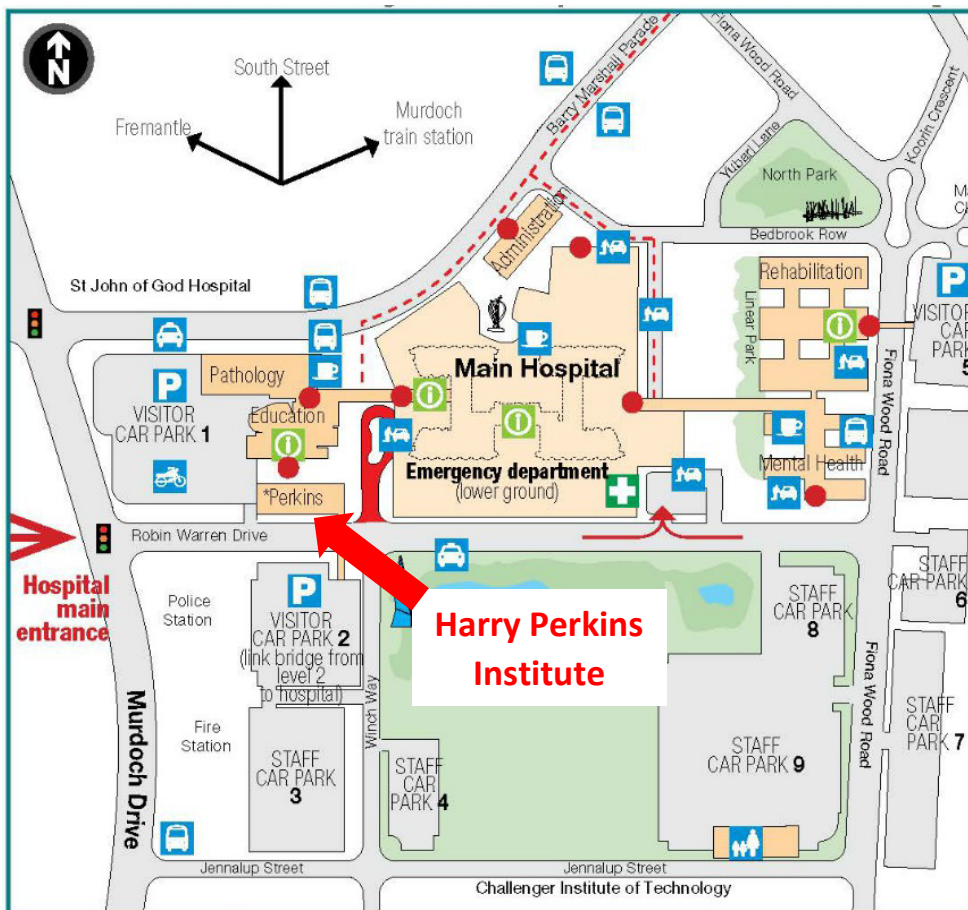 N
South Street
Fremantle
Murdoch
train station
Barry Marshall Parade
Fiona Wood Road
Koorin Crescent
Yubari Lane
North Park
Bedbrook Row
Administration
St John of God Hospital
Rehabilitation
Linear Park
P
VISITOR
CAR
PARK
Fiona Wood Road
Pathology
Main Hospital
P
VISITOR
CAR PARK 1
Education
Emergency department
(lower ground)
Mental Health
*Perkins
Robin Warren Drive
Hospital
main
entrance
Police
Station
P
VISITOR
CAR PARK 2
(link bridge from
level 2
to hospital)
Harry Perkins
Institute
STAFF
CAR PARK
8
STAFF
CAR PARK
6
Winch Way
Murdoch Drive
Fire
Station
STAFF
CAR PARK
3
STAFF
CAR
PARK 4
STAFF
CAR PARK 9
Fiona Wood Road
STAFF
CAR
PARK 7
Jennalup Street
Jennalup Street
Challenger Institute of Technology